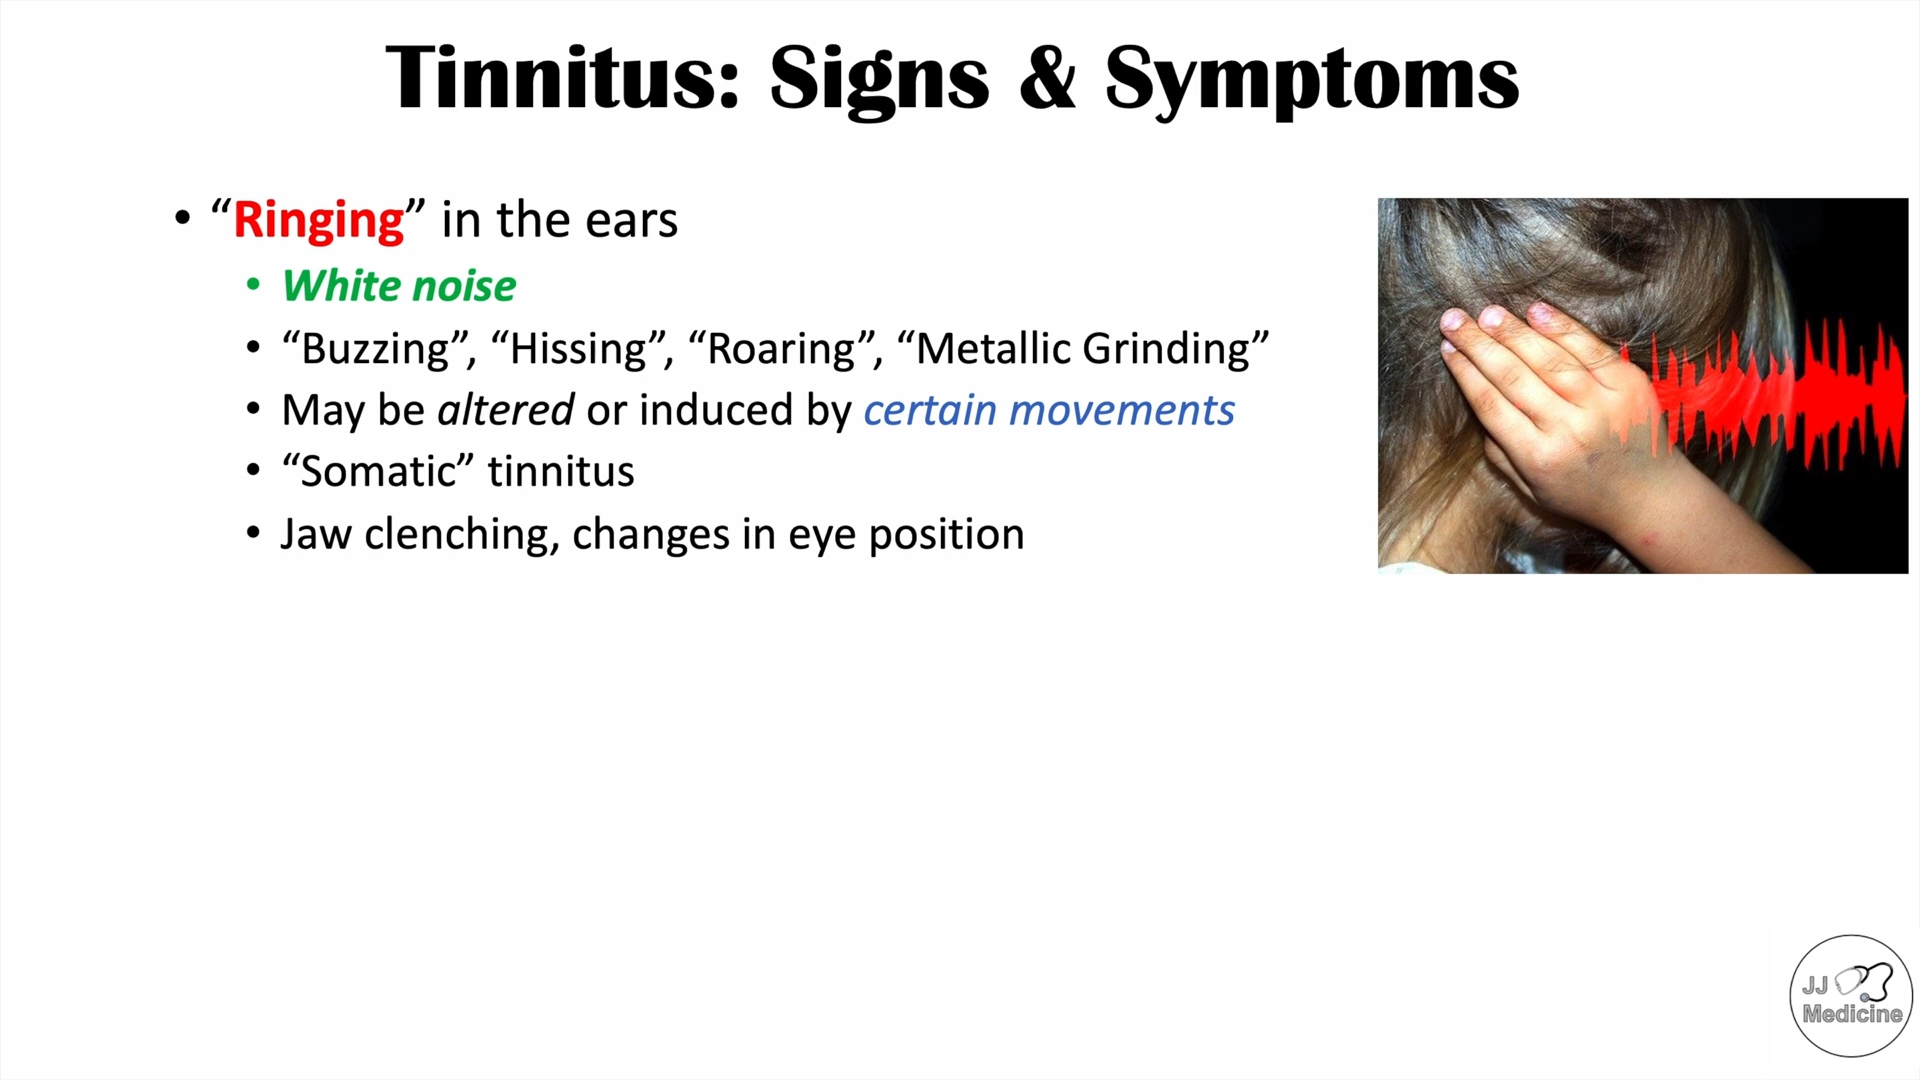 Tinnitus: Signs & Symptoms
• “Ringing” in the ears
• White noise
• “Buzzing”, “Hissing”, “Roaring”, “Metallic Grinding”
• May be altered or induced by certain movements
• “Somatic” tinnitus
• Jaw clenching, changes in eye position
JJ
Medicine